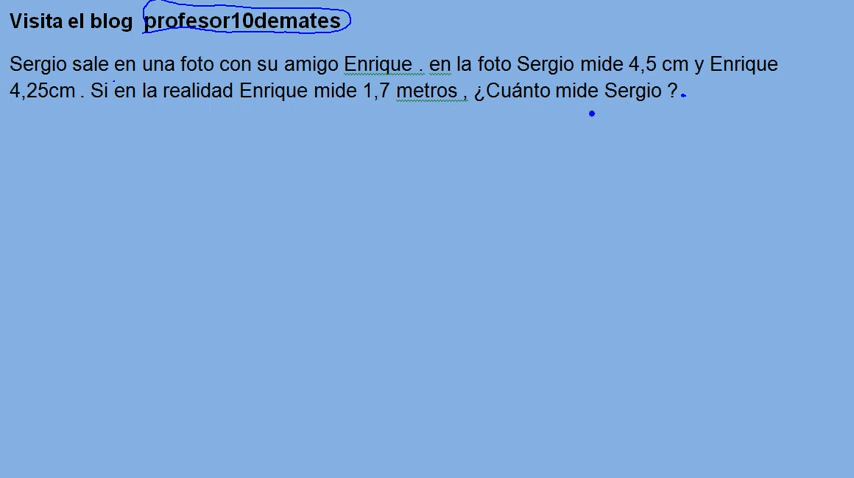 Visita el blog profesor10demates
Sergio sale en una foto con su amigo Enrique . en la foto Sergio mide 4,5 cm y Enrique
4,25cm . Si en la realidad Enrique mide 1,7 metros , ¿Cuánto mide Sergio ?